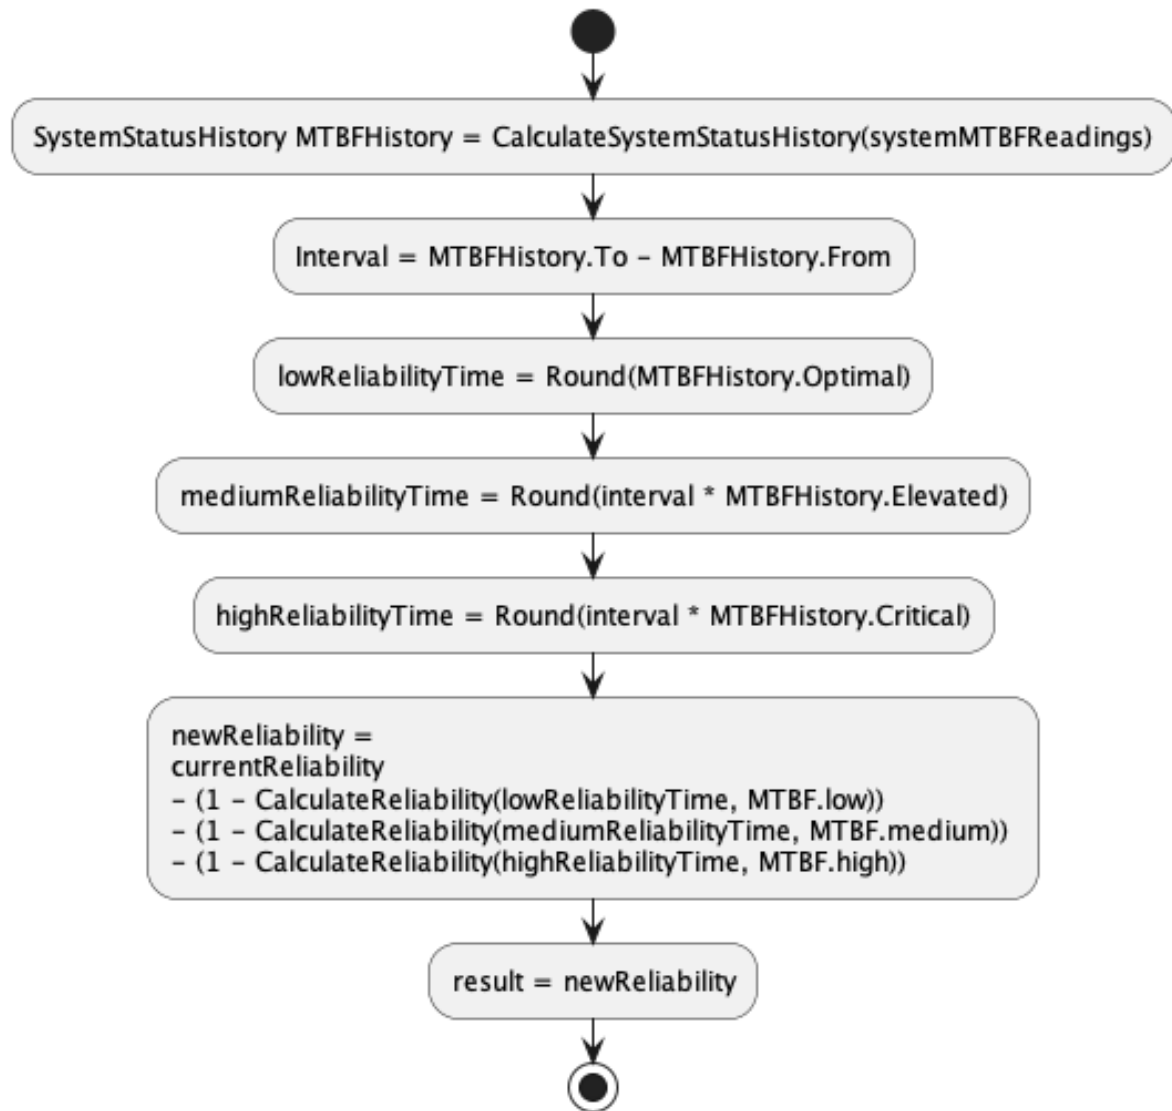 SystemStatusHistory MTBFHistory = CalculateSystemStatusHistory(systemMTBFReadings)
Interval = MTBFHistory.To - MTBFHistory.From
lowReliabilityTime = Round(MTBFHistory.Optimal)
mediumReliabilityTime = Round(interval * MTBFHistory.Elevated)
highReliabilityTime = Round(interval * MTBFHistory.Critical)
newReliability =
currentReliability
- (1 - CalculateReliability(lowReliabilityTime, MTBF.low))
- (1 - CalculateReliability(mediumReliabilityTime, MTBF.medium))
- (1 - CalculateReliability(highReliabilityTime, MTBF.high))
result = newReliability